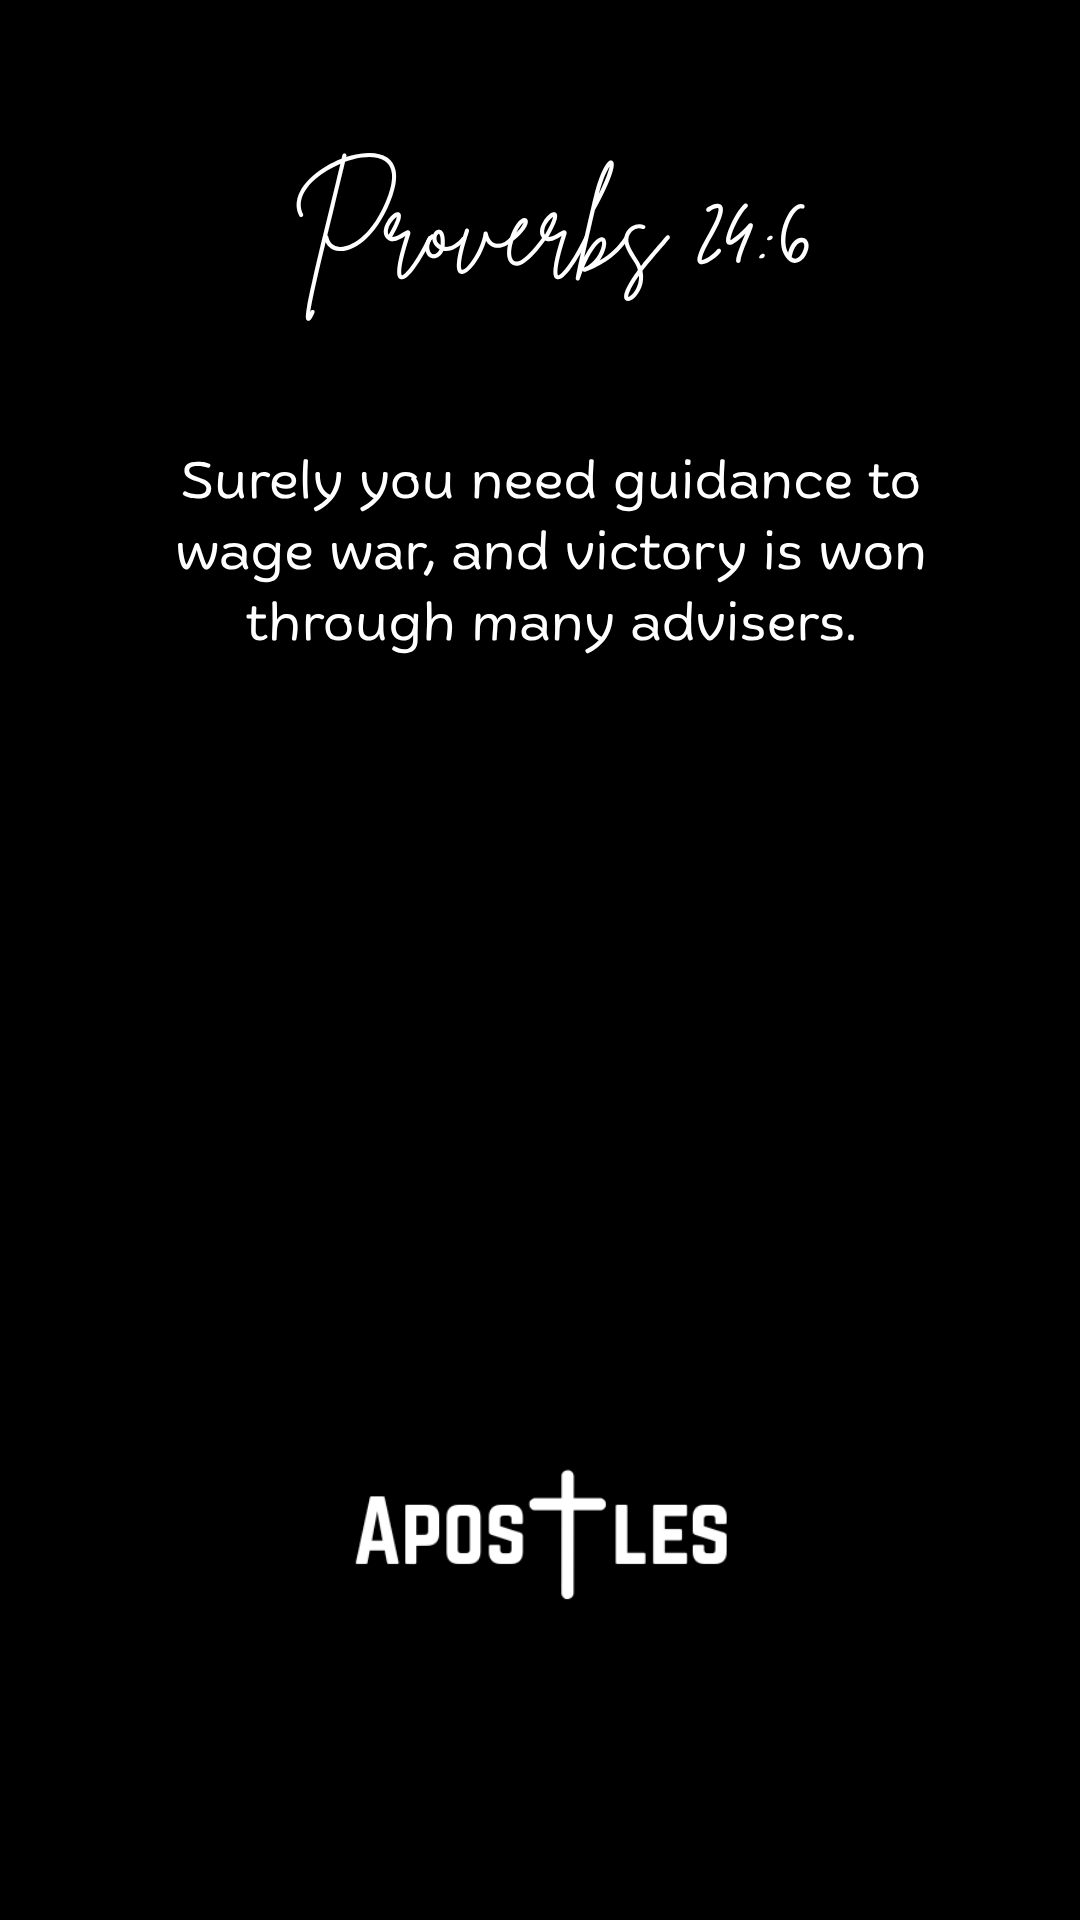 Proverbs 24:6
Surely you need guidance to
wage war, and victory is won
through many advisers.
Apostles